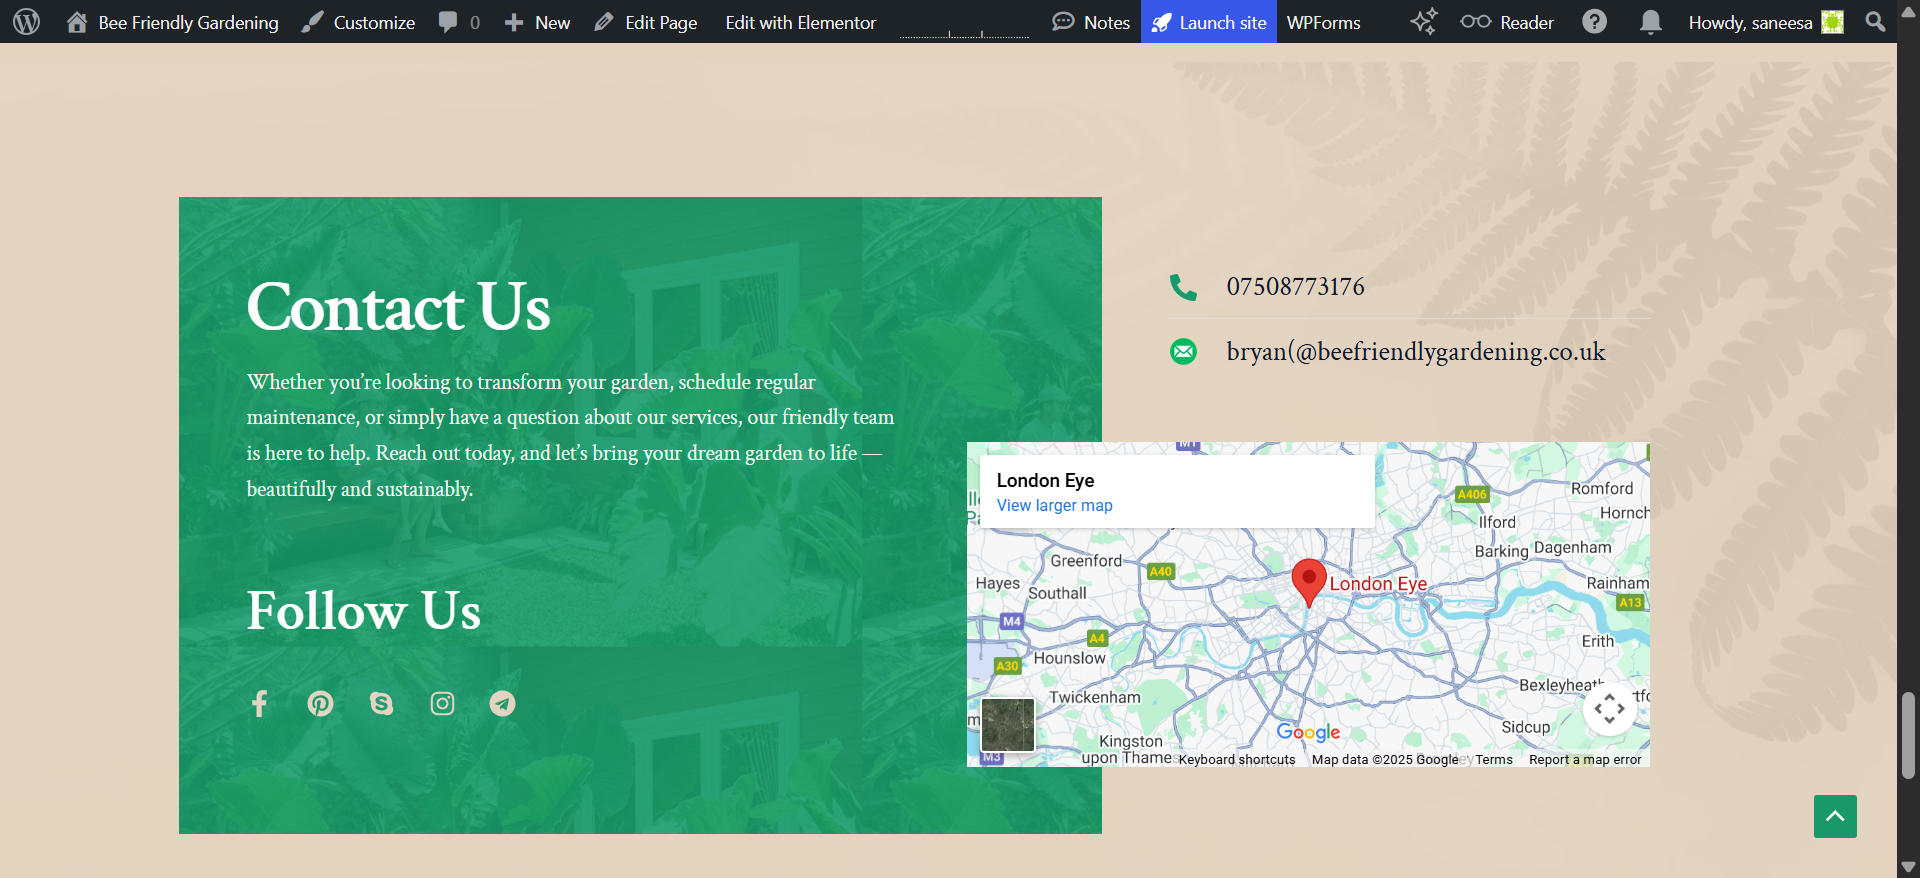 Bee Friendly Gardening
Customize
0
New
Edit Page
Edit with Elementor
Notes
Launch site
WPForms
Reader
Howdy, saneesa
Contact Us
Whether you’re looking to transform your garden, schedule regular
maintenance, or simply have a question about our services, our friendly team
is here to help. Reach out today, and let’s bring your dream garden to life —
beautifully and sustainably.
Follow Us
07508773176
bryan(@beefriendlygardening.co.uk
M1
London Eye
View larger map
A406
Romford
Hornch
Ilford
Barking
Dagenham
Greenford
A40
Hayes
Southall
London Eye
Rainham
A13
M4
A4
Erith
A30
Hounslow
Bexleyheath
Twickenham
Sidcup
Kingston
upon Thames
M3
Google
Keyboard shortcuts
Map data ©2025 Google
Terms
Report a map error